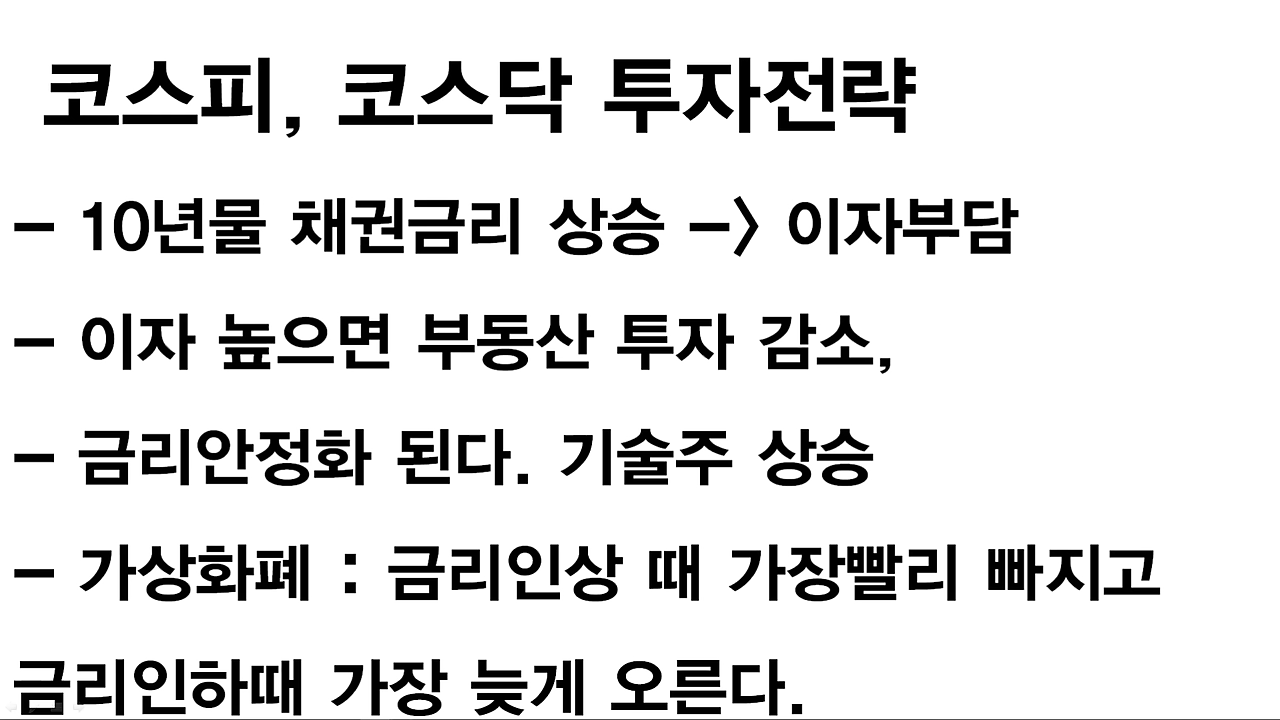 코스피, 코스닥 투자전략
- 10년물 채권금리 상승 -> 이자부담
- 이자 높으면 부동산 투자 감소,
- 금리안정화 된다. 기술주 상승
- 가상화폐 : 금리인상 때 가장빨리 빠지고
금리인하때 가장 늦게 오른다.